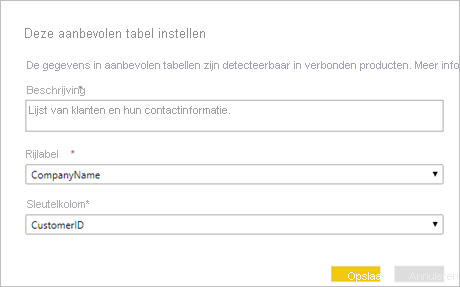 Deze aanbevolen tabel instellen
De gegevens in aanbevolen tabellen zijn detecteerbaar in verbonden producten. Meer info
Beschrijving*
Lijst van klanten en hun contactinformatie.
Rijlabel *
CompanyName
Sleutelkolom*
CustomerID
Opslaa Annuleren